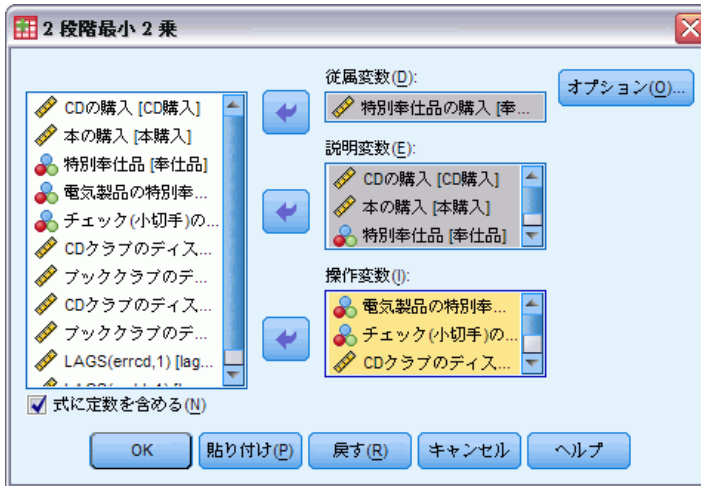 2 段階最小 2 乗
CDの購入 [CD購入]
本の購入 [本購入]
特別奉仕品 [奉仕品]
電気製品の特別奉...
チェック(小切手)の...
CDクラブのディス...
ブッククラブのデ...
CDクラブのディス...
ブッククラブのデ...
LAGS(errcd,1) [lag...
式に定数を含める(N)
従属変数(D):
特別奉仕品の購入 [奉...
説明変数(E):
CDの購入 [CD購入]
本の購入 [本購入]
特別奉仕品 [奉仕品]
操作変数(I):
電気製品の特別奉...
チェック(小切手)の...
CDクラブのディス...
オプション(O)...
OK
貼り付け(P)
戻す(R)
キャンセル
ヘルプ